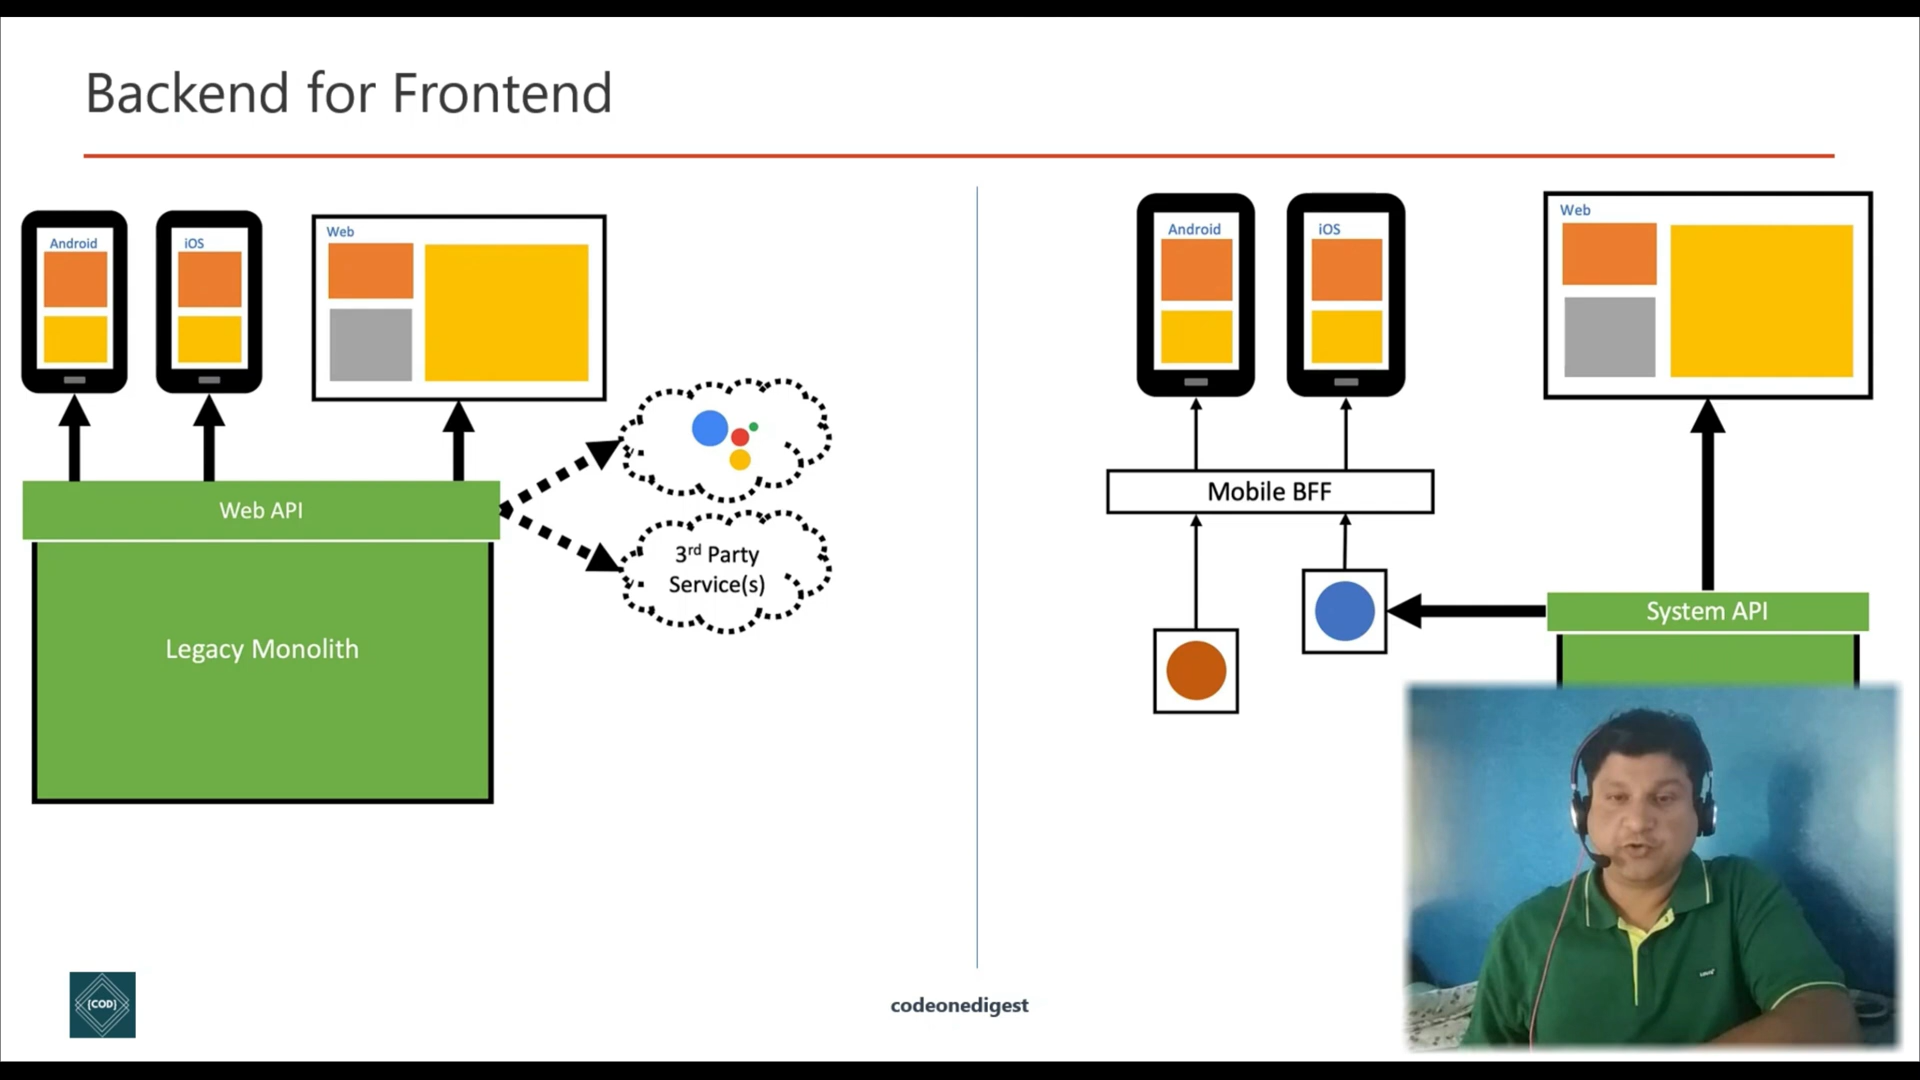 Backend for Frontend
Android
iOS
Web
Web API
Legacy Monolith
3rd Party
Service(s)
Android
iOS
Web
Mobile BFF
System API
{COD}
codeonedigest